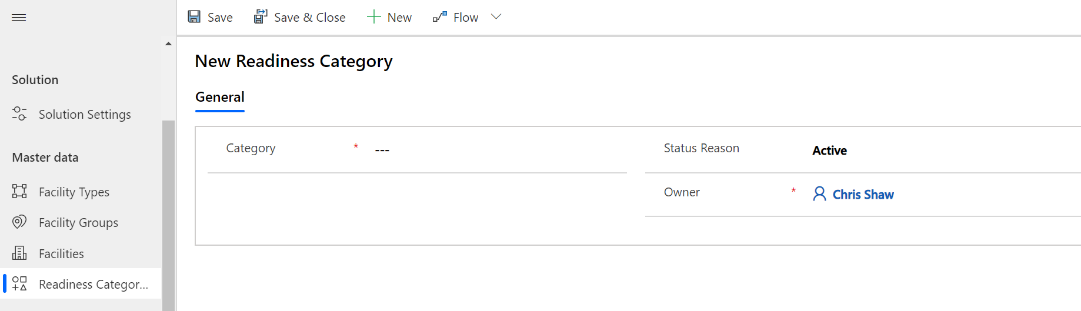 Save
Save & Close
New
Flow
New Readiness Category
General
Category * ---
Status Reason Active
Owner * Chris Shaw
Solution
Solution Settings
Master data
Facility Types
Facility Groups
Facilities
Readiness Categor...